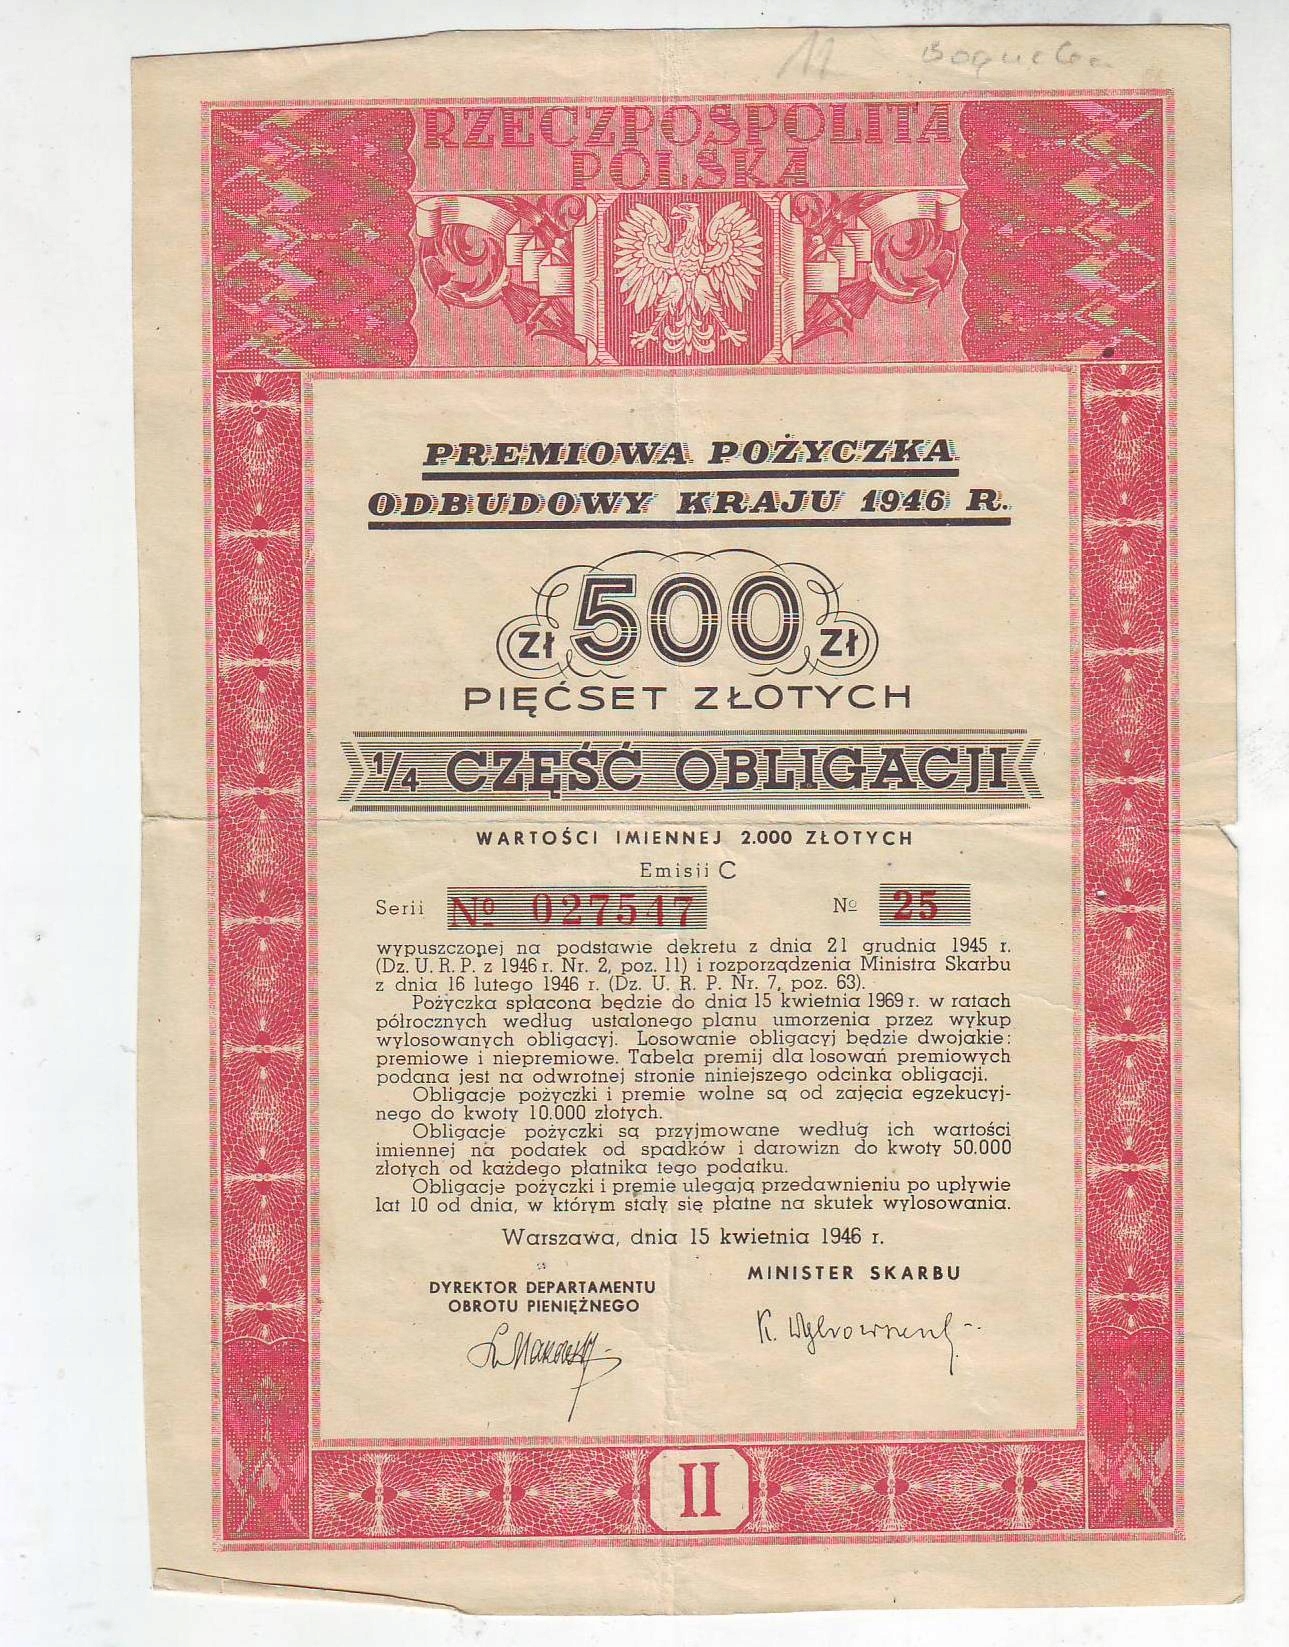 11
RZECZPOSPOLITA
POLSKA
PREMIOWA POŻYCZKA
ODBUDOWY KRAJU 1946 R.
zł 500 zł
PIĘĆSET ZŁOTYCH
1/4 CZĘŚĆ OBLIGACJI
WARTOŚCI IMIENNEJ 2.000 ZŁOTYCH
Emisji C
Serii № 027547 № 25
wypuszczonej na podstawie dekretu z dnia 21 grudnia 1945 r.
(Dz. U. R. P. z 1946 r. Nr. 2, poz. 11) i rozporządzenia Ministra Skarbu
z dnia 16 lutego 1946 r. (Dz. U. R. P. Nr. 7, poz. 63).
Pożyczka spłacona będzie do dnia 15 kwietnia 1969 r. w ratach
półrocznych według ustalonego planu umorzenia przez wykup
wylosowanych obligacyj. Losowanie obligacyj będzie dwojakie:
premiowe i niepremiowe. Tabela premij dla losowań premiowych
podana jest na odwrotnej stronie niniejszego odcinka obligacji.
Obligacje pożyczki i premie wolne są od zajęcia egzekucyj-
nego do kwoty 10.000 złotych.
Obligacje pożyczki są przyjmowane według ich wartości
imiennej na podatek od spadków i darowizn do kwoty 50.000
złotych od każdego płatnika tego podatku.
Obligacje pożyczki i premie ulegają przedawnieniu po upływie
lat 10 od dnia, w którym stały się płatne na skutek wylosowania.
Warszawa, dnia 15 kwietnia 1946 r.
DYREKTOR DEPARTAMENTU
OBROTU PIENIĘŻNEGO
MINISTER SKARBU
II